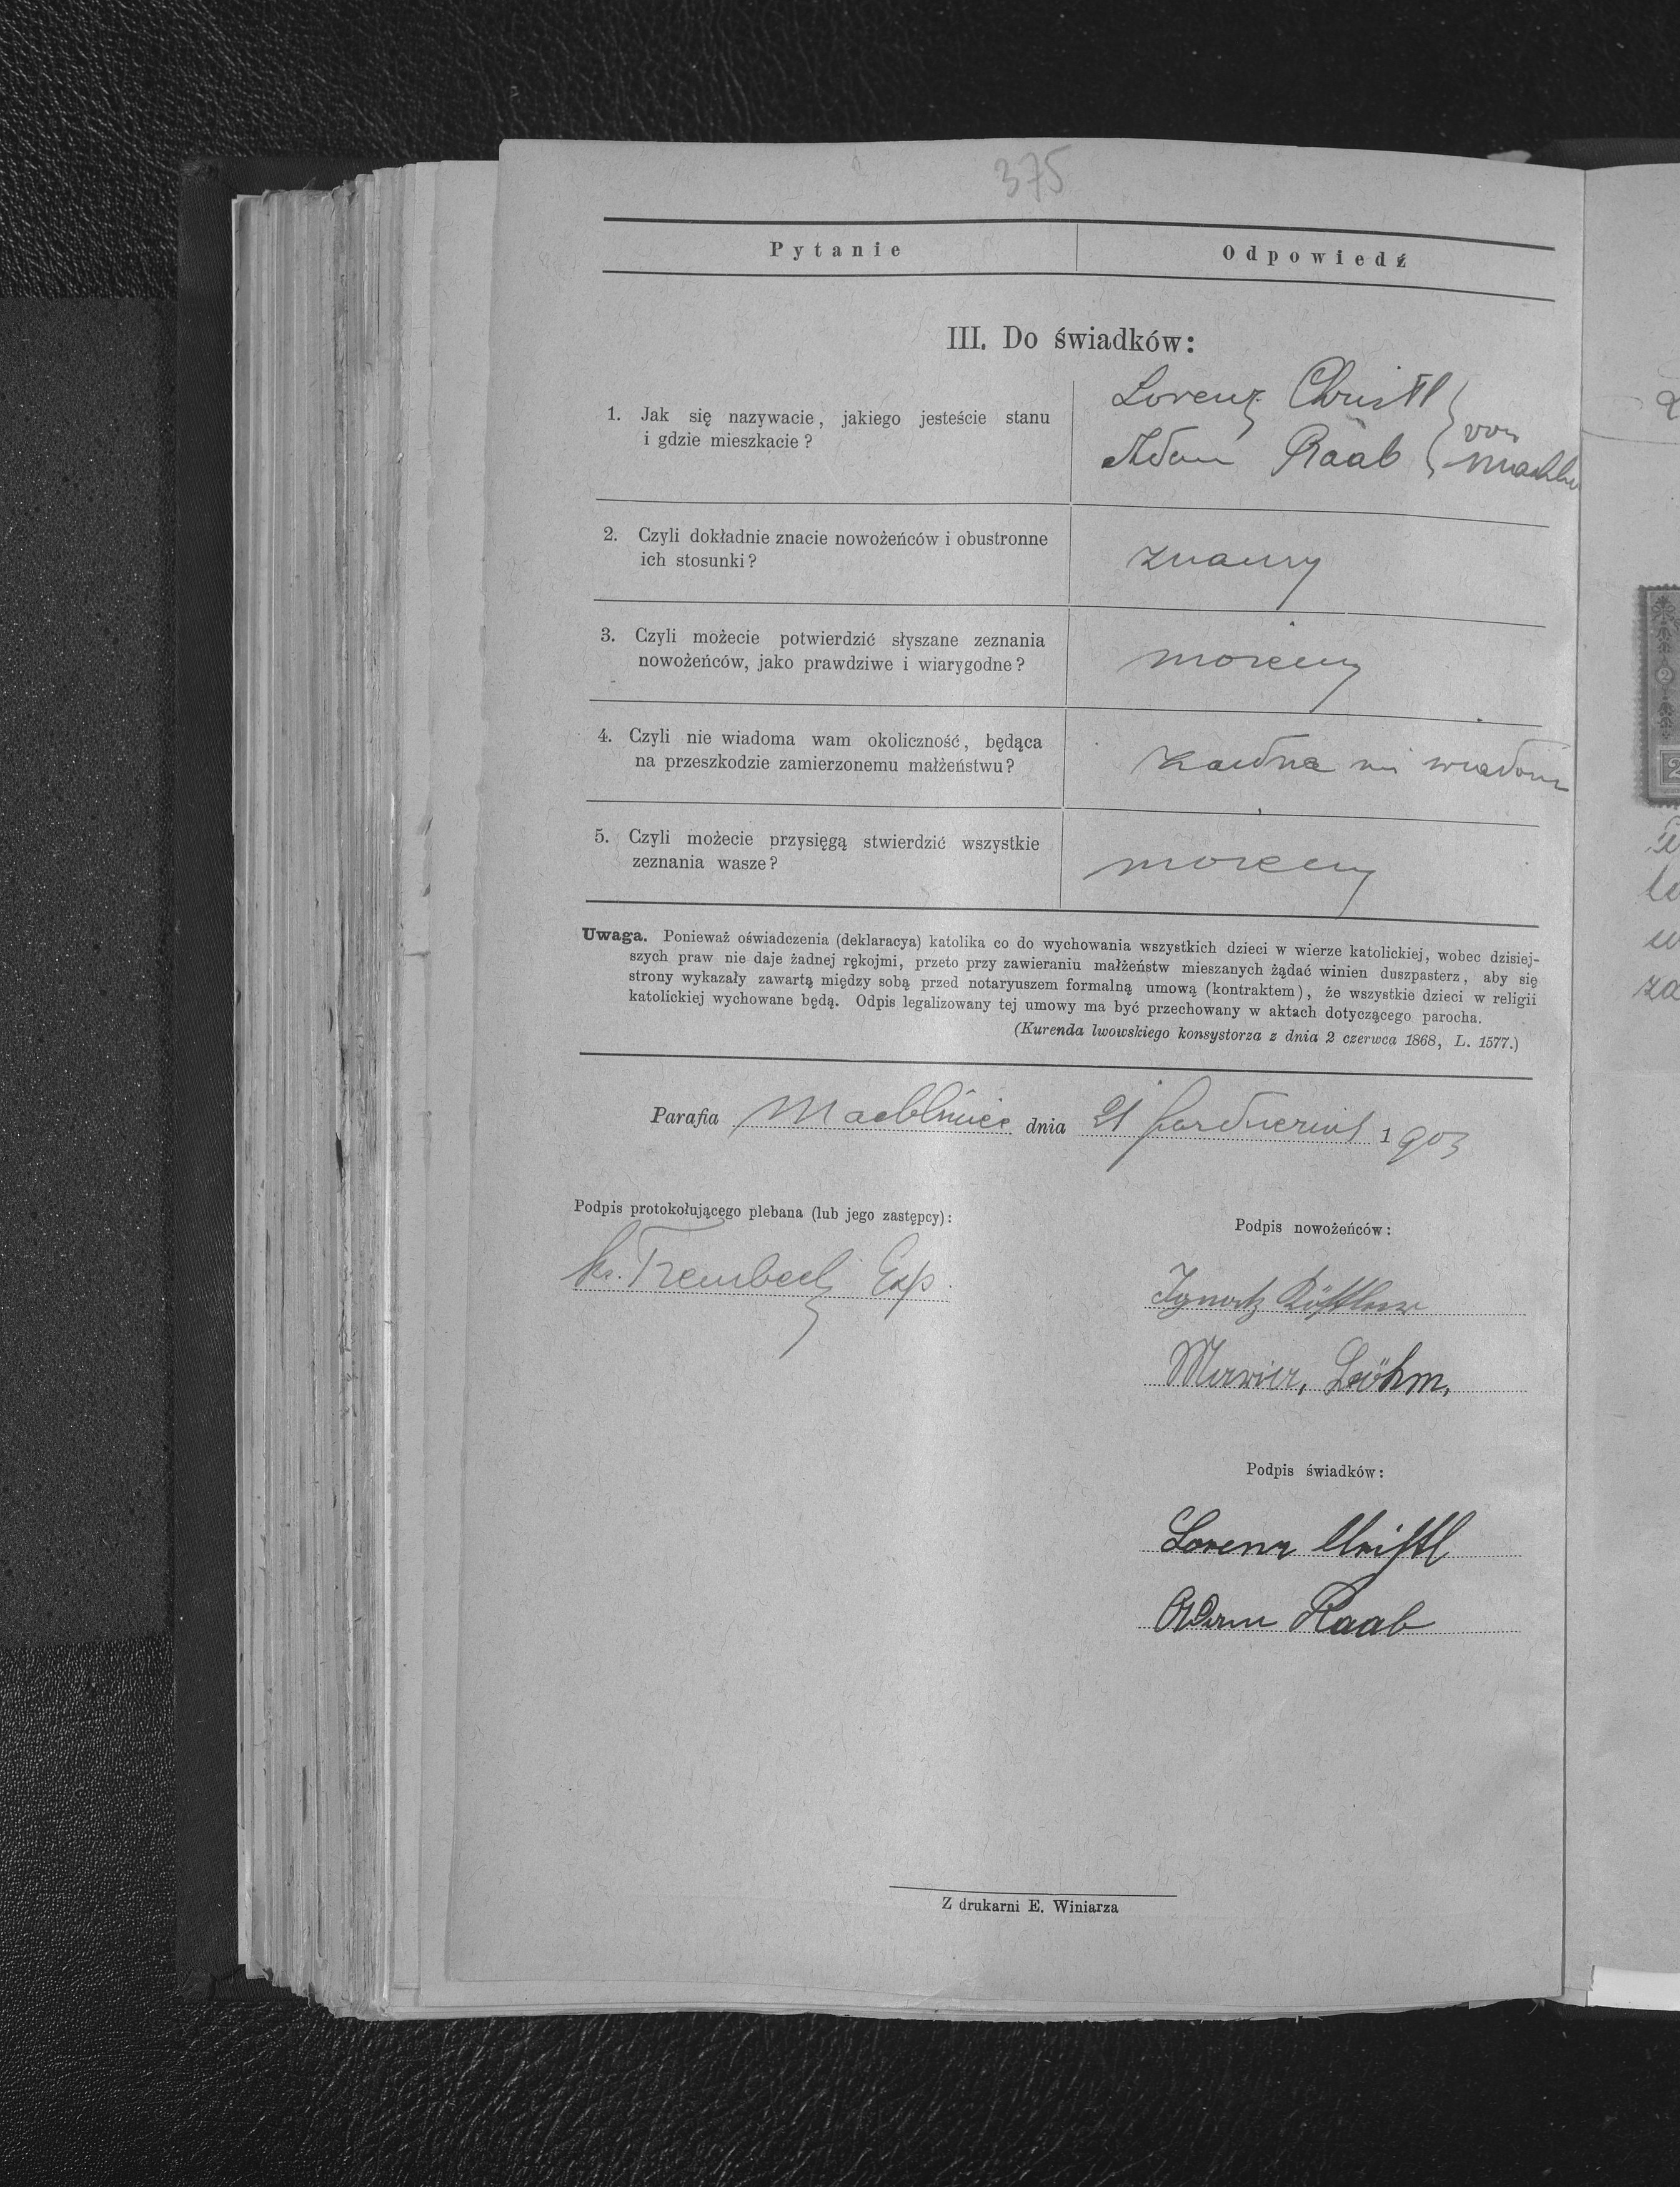 375
Pytanie
Odpowiedź
III. Do świadków:
1. Jak się nazywacie, jakiego jesteście stanu
i gdzie mieszkacie?
Lorenz Christl
Adam Raab
von
2. Czyli dokładnie znacie nowożeńców i obustronne
ich stosunki?
znamy
3. Czyli możecie potwierdzić słyszane zeznania
nowożeńców, jako prawdziwe i wiarygodne?
możemy
4. Czyli nie wiadoma wam okoliczność, będąca
na przeszkodzie zamierzonemu małżeństwu?
żadna
5. Czyli możecie przysięgą stwierdzić wszystkie
zeznania wasze?
możemy
Uwaga. Ponieważ oświadczenia (deklaracya) katolika co do wychowania wszystkich dzieci w wierze katolickiej, wobec dzisiej-
szych praw nie daje żadnej rękojmi, przeto przy zawieraniu małżeństw mieszanych żądać winien duszpasterz, aby się
strony wykazały zawartą między sobą przed notaryuszem formalną umową (kontraktem), że wszystkie dzieci w religii
katolickiej wychowane będą. Odpis legalizowany tej umowy ma być przechowany w aktach dotyczącego parocha.
(Kurenda lwowskiego konsystorza z dnia 2 czerwca 1868, L. 1577.)
Parafia Machliniec dnia 21 1903
Podpis protokołującego plebana (lub jego zastępcy):
Podpis nowożeńców:
Exp.
Ignatz
Maria,
Podpis świadków:
Lorenz Christl
Adam Raab
Z drukarni E. Winiarza
2
2